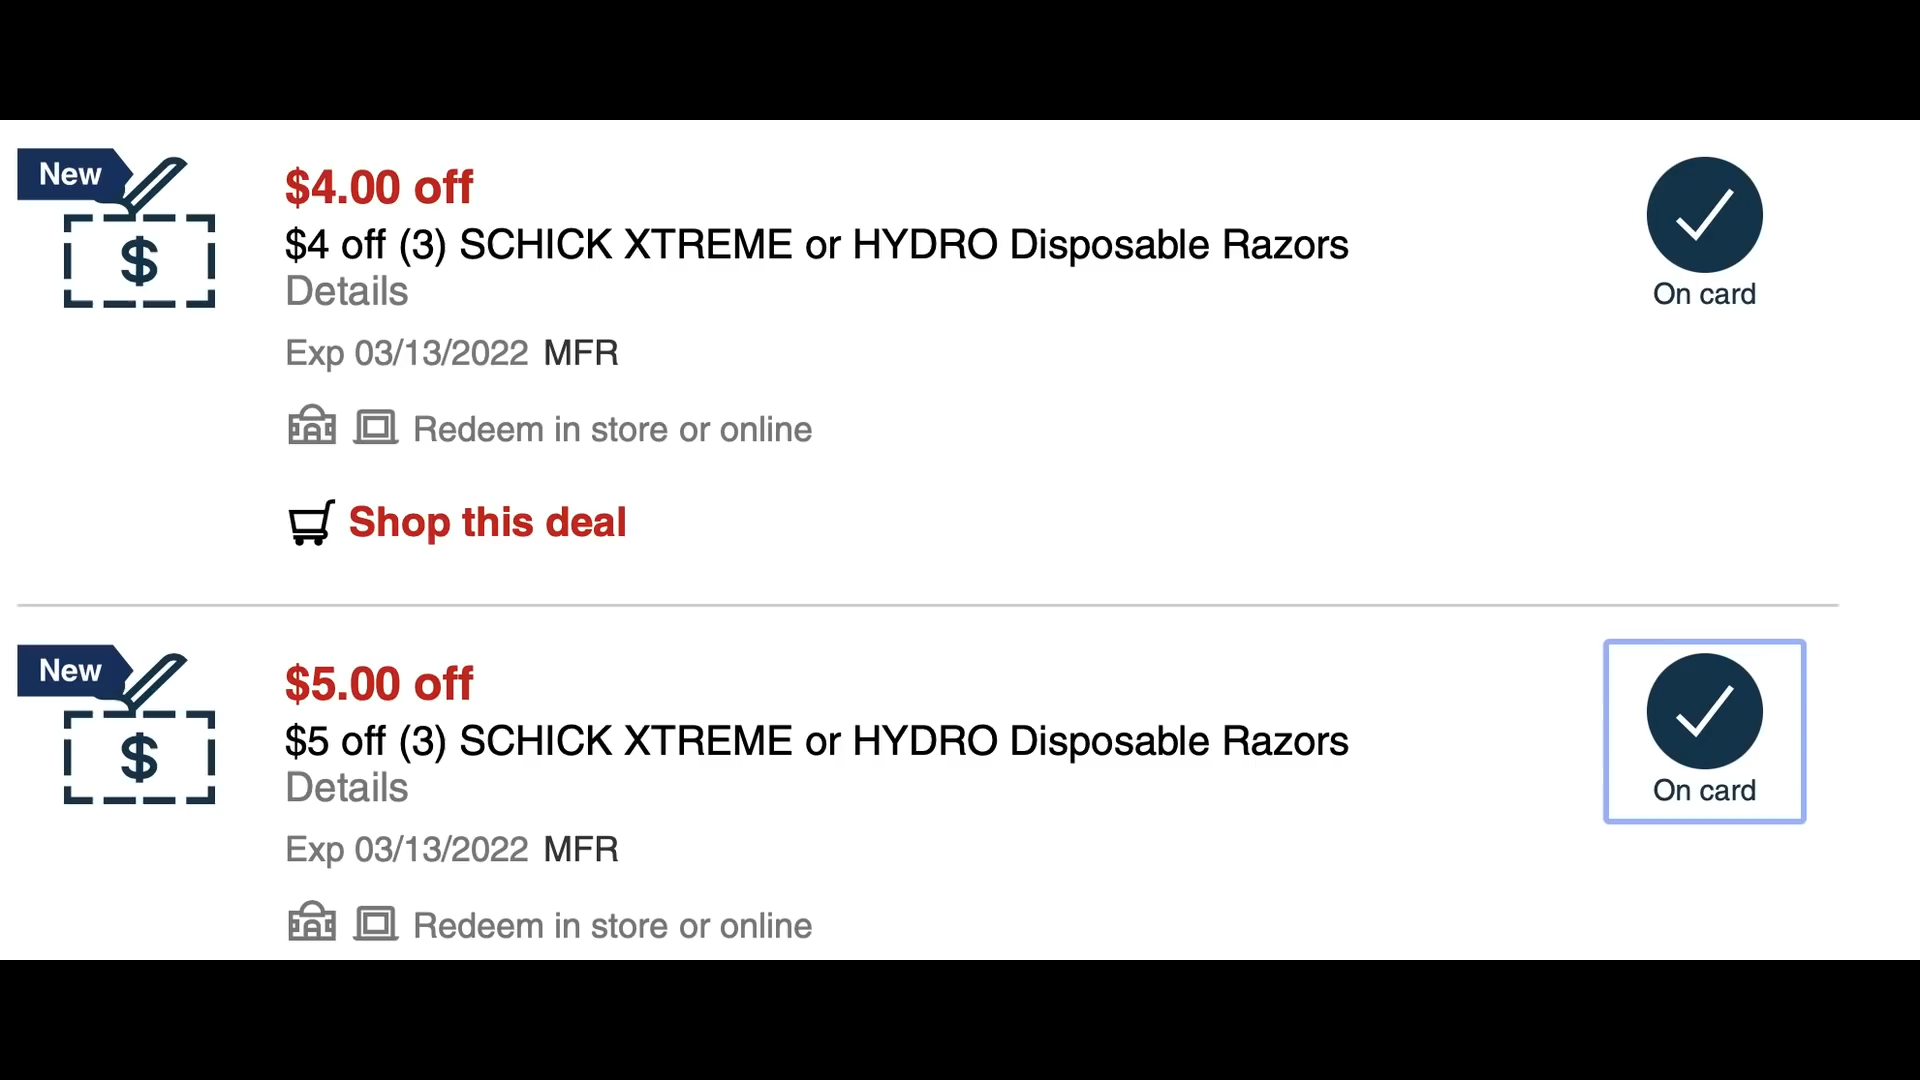 New
$
$4.00 off
$4 off (3) SCHICK XTREME or HYDRO Disposable Razors
Details
Exp 03/13/2022 MFR
Redeem in store or online
Shop this deal
On card
New
$
$5.00 off
$5 off (3) SCHICK XTREME or HYDRO Disposable Razors
Details
Exp 03/13/2022 MFR
Redeem in store or online
On card